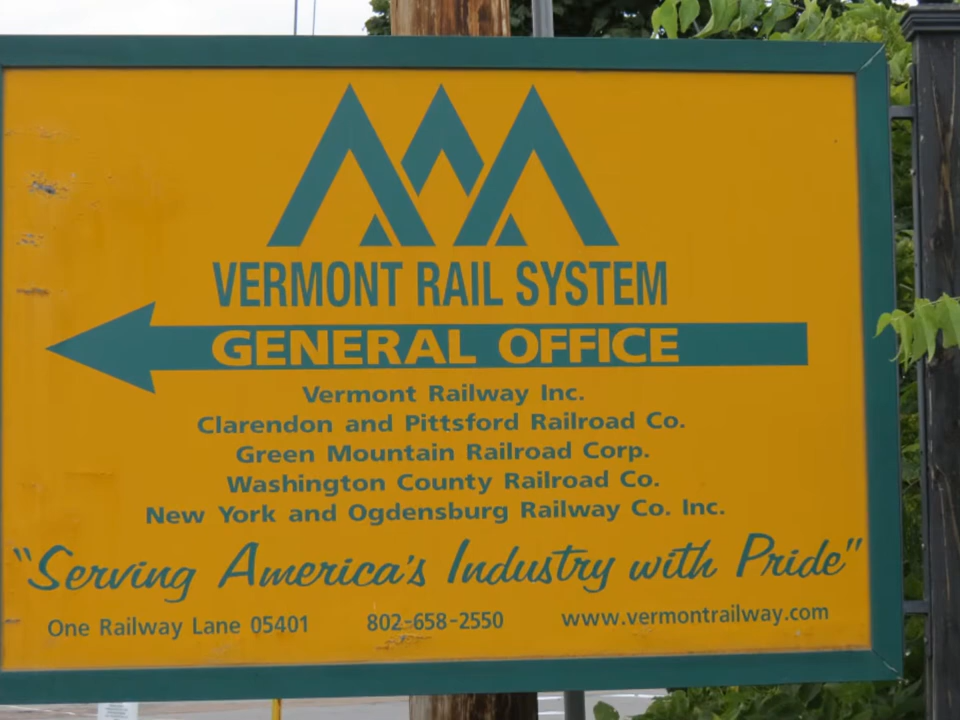 VERMONT RAIL SYSTEM
GENERAL OFFICE
Vermont Railway Inc.
Clarendon and Pittsford Railroad Co.
Green Mountain Railroad Corp.
Washington County Railroad Co.
New York and Ogdensburg Railway Co. Inc.
"Serving America's Industry with Pride"
One Railway Lane 05401 802-658-2550 www.vermontrailway.com